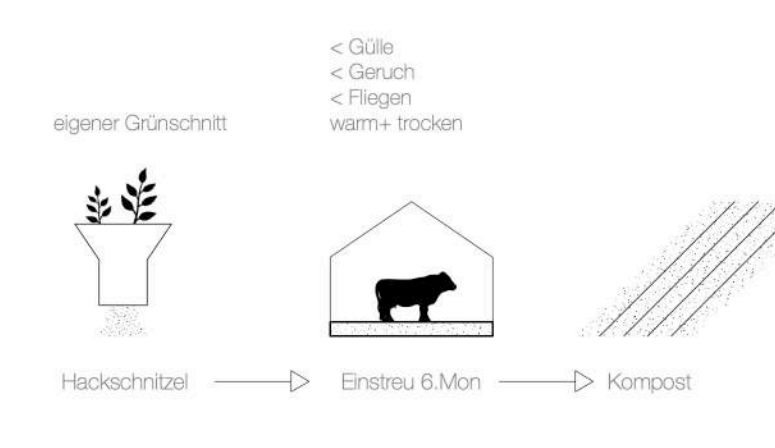 < Gülle
< Geruch
< Fliegen
eigener Grünschnitt
warm+ trocken
Hackschnitzel
Einstreu 6.Mon
Kompost